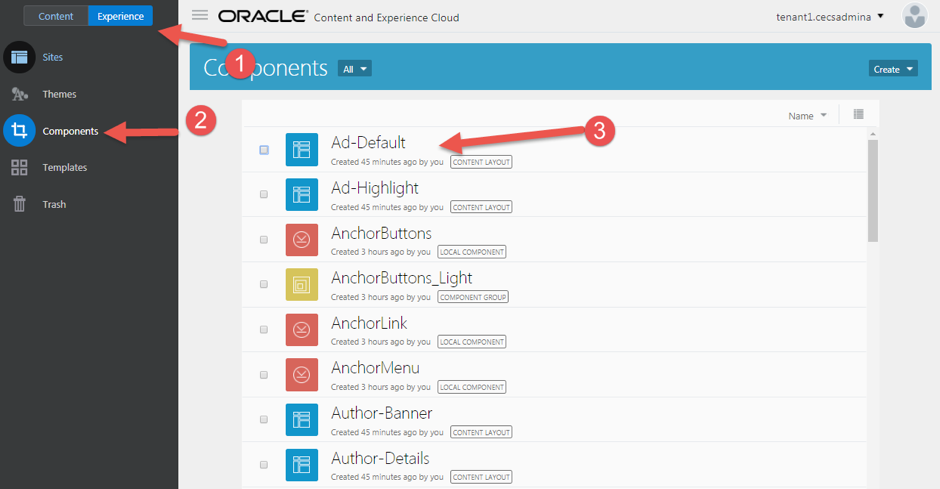 Content Experience
ORACLE® Content and Experience Cloud
tenant1.cecsadmina
1
Sites
Themes
2
Components
Templates
Trash
Components All
Create
Name
3
Ad-Default
Created 45 minutes ago by you CONTENT LAYOUT
Ad-Highlight
Created 45 minutes ago by you CONTENT LAYOUT
AnchorButtons
Created 3 hours ago by you LOCAL COMPONENT
AnchorButtons_Light
Created 3 hours ago by you COMPONENT GROUP
AnchorLink
Created 3 hours ago by you LOCAL COMPONENT
AnchorMenu
Created 3 hours ago by you LOCAL COMPONENT
Author-Banner
Created 45 minutes ago by you CONTENT LAYOUT
Author-Details
Created 45 minutes ago by you CONTENT LAYOUT